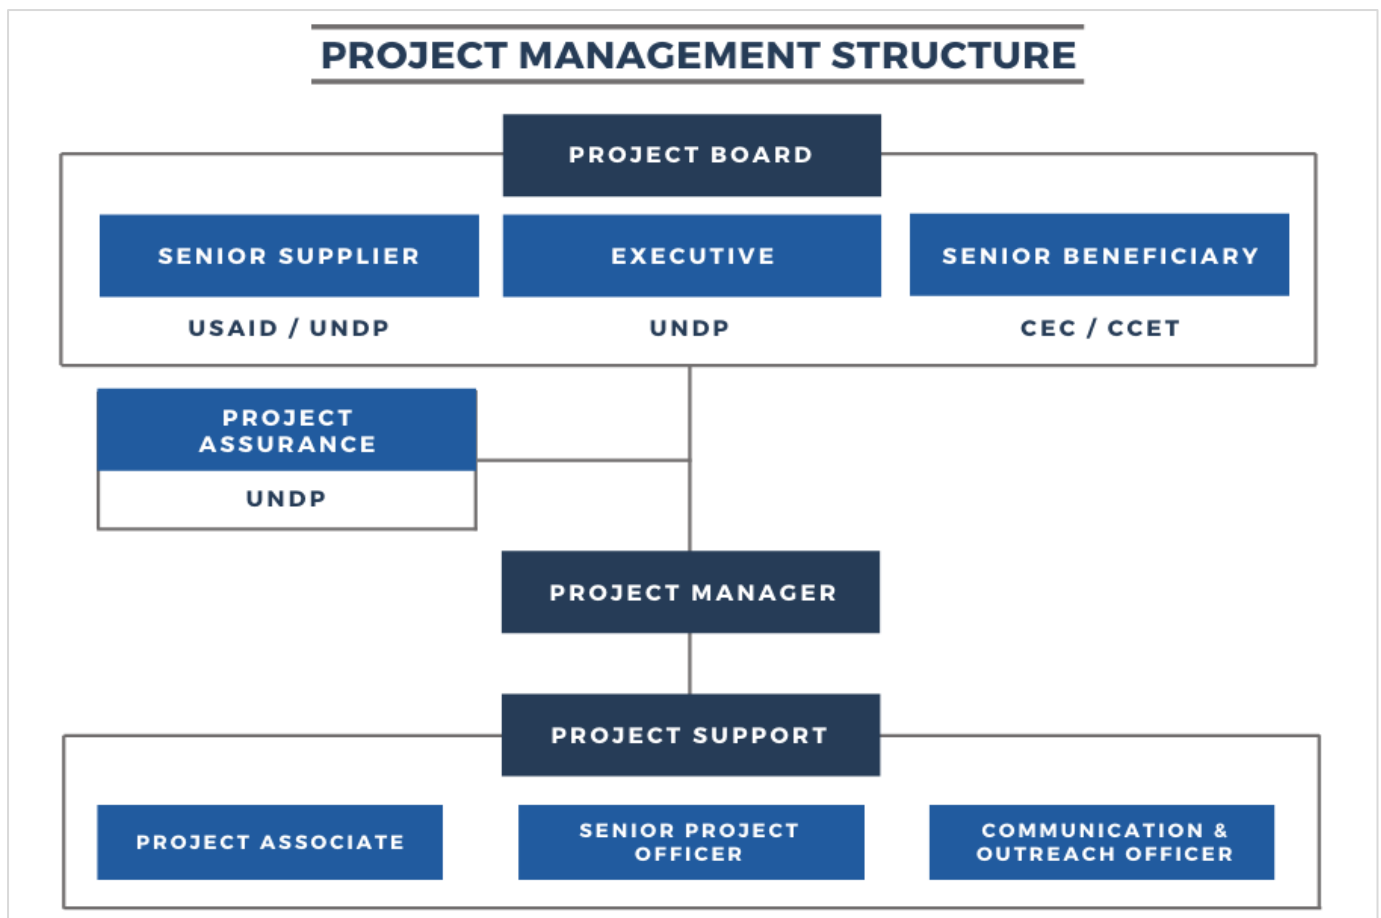 PROJECT MANAGEMENT STRUCTURE
PROJECT BOARD
SENIOR SUPPLIER
EXECUTIVE
SENIOR BENEFICIARY
USAID / UNDP
UNDP
CEC / CCET
PROJECT
ASSURANCE
UNDP
PROJECT MANAGER
PROJECT SUPPORT
PROJECT ASSOCIATE
SENIOR PROJECT
OFFICER
COMMUNICATION &
OUTREACH OFFICER